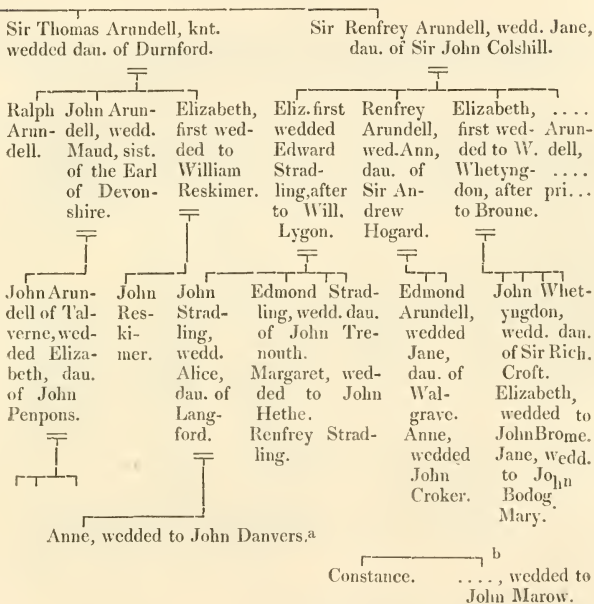 Sir Thomas Arundell, knt.
wedded dau. of Durnford.
Sir Renfrey Arundell, wedd. Jane,
dau. of Sir John Colshill.
Ralph
Arun-
dell.
John Arun-
dell, wedd.
Maud, sist.
of the Earl
of Devon-
shire.
Elizabeth,
first wed-
ded to
William
Reskimer.
Eliz. first
wedded
Edward
Strad-
ling, after
to Will.
Lygon.
Renfrey
Arundell,
wed. Ann,
dau. of
Sir An-
drew
Hogard.
Elizabeth,
first wed-
ded to W.
Whetyng-
don, after
to Broune.
....
Arun-
dell,
....
pri...
John Arun-
dell of Tal-
verne, wed-
ded Eliza-
beth, dau.
of John
Penpons.
John
Res-
ki-
mer.
John
Strad-
ling,
wedd.
Alice,
dau. of
Lang-
ford.
Edmond Strad-
ling, wedd. dau.
of John Tre-
nouth.
Margaret, wed-
ded to John
Hethe.
Renfrey Strad-
ling.
Edmond
Arundell,
wedded
Jane,
dau. of
Wal-
grave.
Anne,
wedded
John
Croker.
John Whet-
yngdon,
wedd. dau.
of Sir Rich.
Croft.
Elizabeth,
wedded to
John Brome.
Jane, wedd.
to John
Bodog
Mary.
Anne, wedded to John Danvers.a
b
Constance.
...., wedded to
John Marow.